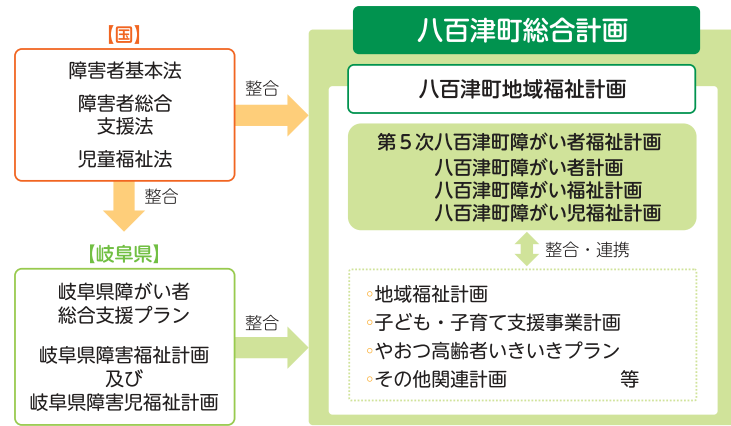 【国】
障害者基本法
障害者総合
支援法
児童福祉法
整合
整合
【岐阜県】
岐阜県障がい者
総合支援プラン
岐阜県障害福祉計画
及び
岐阜県障害児福祉計画
整合
八百津町総合計画
八百津町地域福祉計画
第５次八百津町障がい者福祉計画
八百津町障がい者計画
八百津町障がい福祉計画
八百津町障がい児福祉計画
整合・連携
地域福祉計画
子ども・子育て支援事業計画
やおつ高齢者いきいきプラン
その他関連計画 等